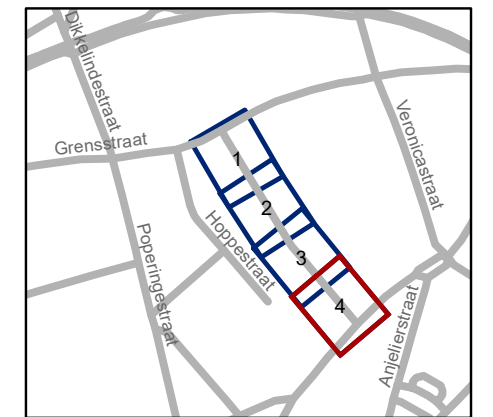 Dikkelindestraat
Grensstraat
Veronicastraat
1
2
Hoppestraat
Poperingestraat
3
4
Anjelierstraat